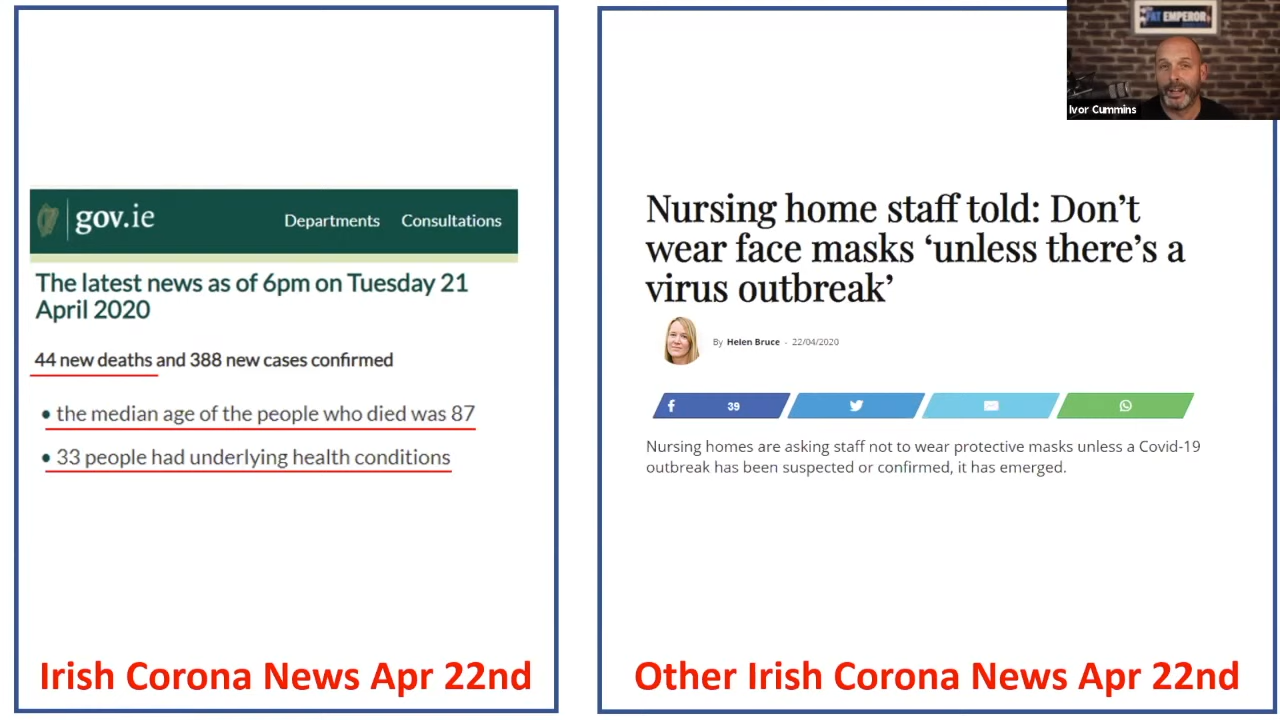 FAT EMPEROR
Ivor Cummins
gov.ie
Departments Consultations
The latest news as of 6pm on Tuesday 21
April 2020
44 new deaths and 388 new cases confirmed
• the median age of the people who died was 87
• 33 people had underlying health conditions
Irish Corona News Apr 22nd
Nursing home staff told: Don’t
wear face masks ‘unless there’s a
virus outbreak’
By Helen Bruce - 22/04/2020
39
Nursing homes are asking staff not to wear protective masks unless a Covid-19
outbreak has been suspected or confirmed, it has emerged.
Other Irish Corona News Apr 22nd